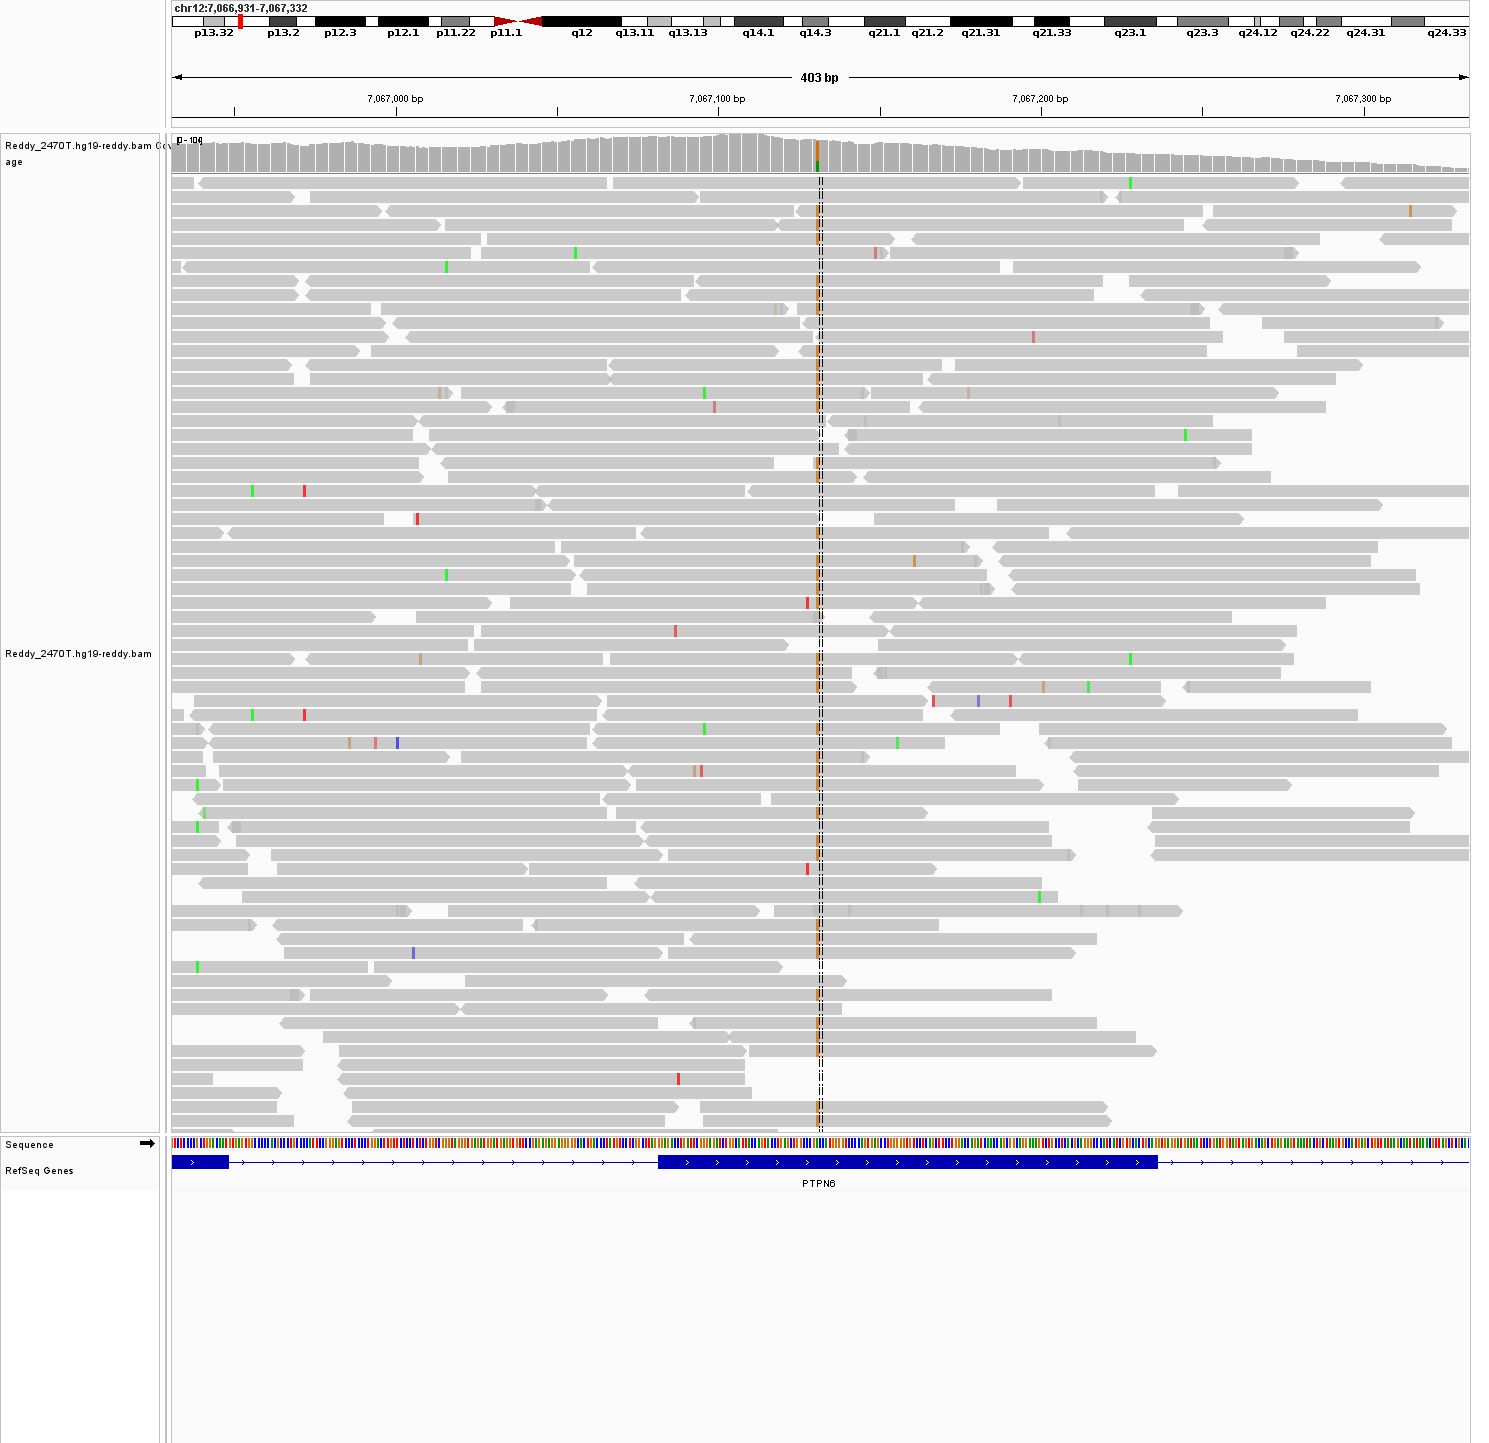 chr12:7,066,931-7,067,332
p13.32 p13.2 p12.3 p12.1 p11.22 p11.1 q12 q13.11 q13.13 q14.1 q14.3 q21.1 q21.2 q21.31 q21.33 q23.1 q23.3 q24.12 q24.22 q24.31 q24.33
403 bp
7,067,000 bp 7,067,100 bp 7,067,200 bp 7,067,300 bp
Reddy_2470T.hg19-reddy.bam Cov
age
Reddy_2470T.hg19-reddy.bam
Sequence
RefSeq Genes
PTPN6